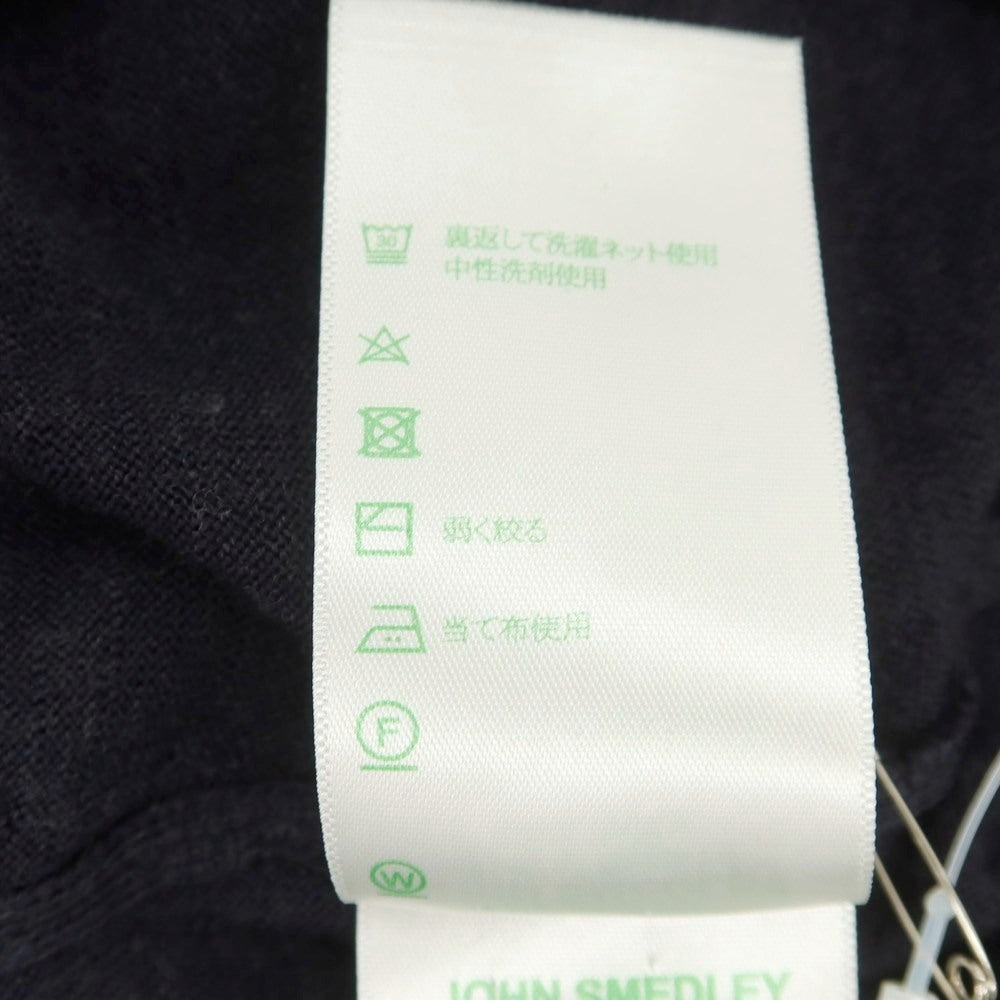 30 裏返して洗濯ネット使用
中性洗剤使用
弱く絞る
当て布使用
F
W
JOHN SMEDLEY